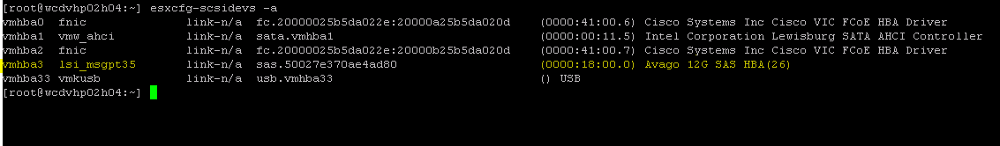 [root@wcdvhp02h04:~] esxcfg-scsidevs -a
vmhba0 fnic link-n/a fc.20000025b5da022e:20000a25b5da020d (0000:41:00.6) Cisco Systems Inc Cisco VIC FCoE HBA Driver
vmhba1 vmw_ahci link-n/a sata.vmhba1 (0000:00:11.5) Intel Corporation Lewisburg SATA AHCI Controller
vmhba2 fnic link-n/a fc.20000025b5da022e:20000b25b5da020d (0000:41:00.7) Cisco Systems Inc Cisco VIC FCoE HBA Driver
vmhba3 lsi_msgpt35 link-n/a sas.50027e370ae4ad80 (0000:18:00.0) Avago 12G SAS HBA(26)
vmhba33 vmkusb link-n/a usb.vmhba33 () USB
[root@wcdvhp02h04:~]